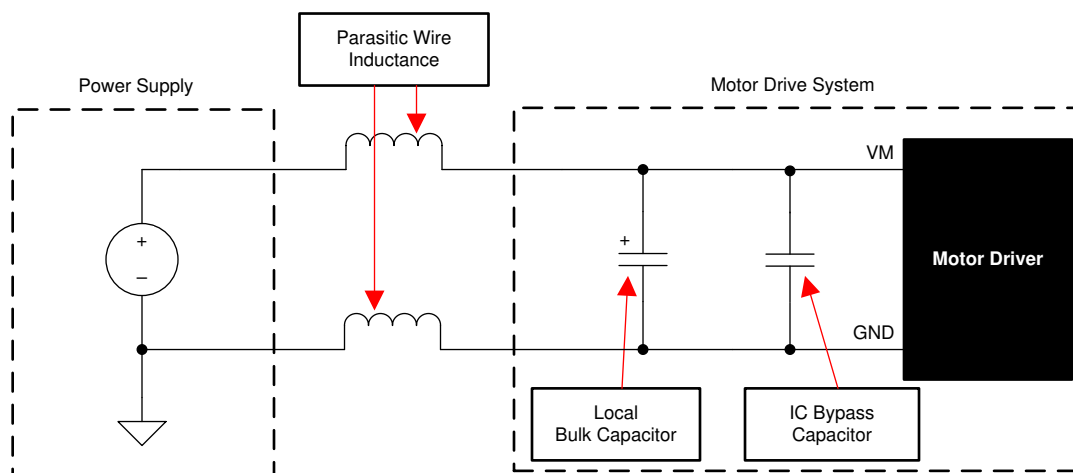 Parasitic Wire
Inductance
Power Supply
Motor Drive System
VM
+
–
+
Motor Driver
GND
Local
Bulk Capacitor
IC Bypass
Capacitor